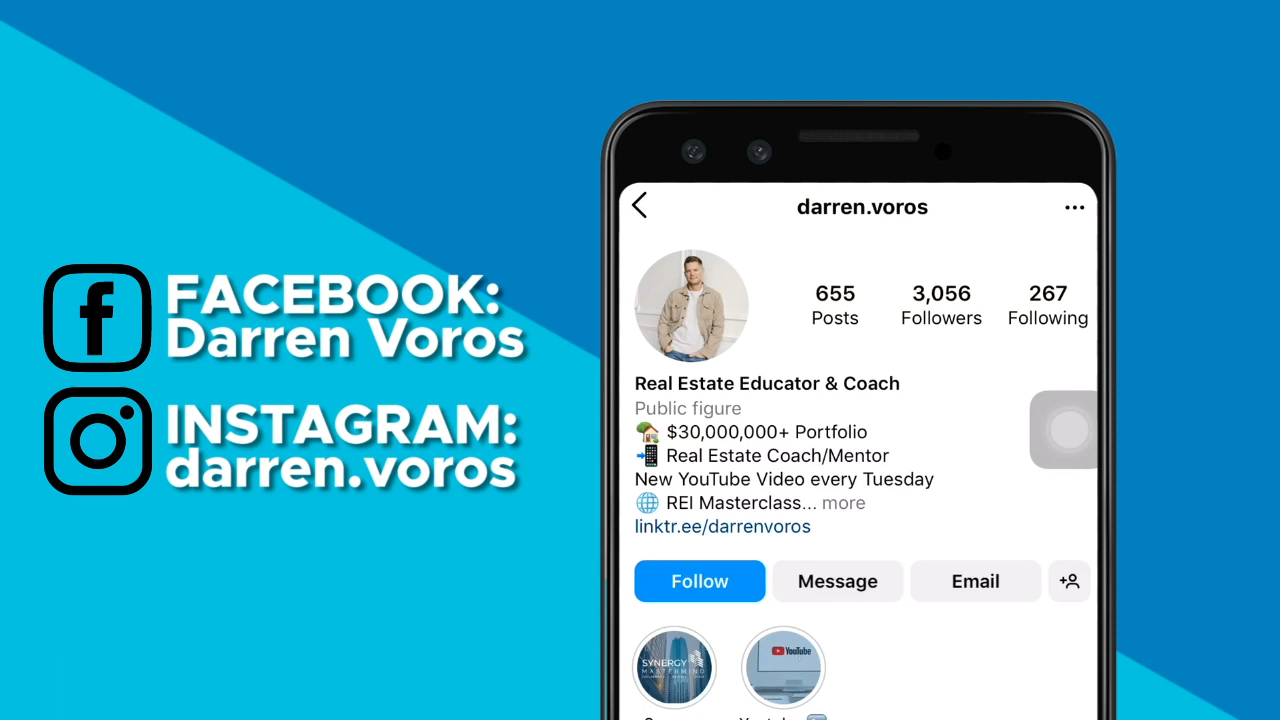 FACEBOOK:
Darren Voros
INSTAGRAM:
darren.voros
darren.voros
655
Posts
3,056
Followers
267
Following
Real Estate Educator & Coach
Public figure
🏡 $30,000,000+ Portfolio
📲 Real Estate Coach/Mentor
New YouTube Video every Tuesday
🌐 REI Masterclass... more
linktr.ee/darrenvoros
Follow
Message
Email
SYNERGY
MASTERMIND
YouTube